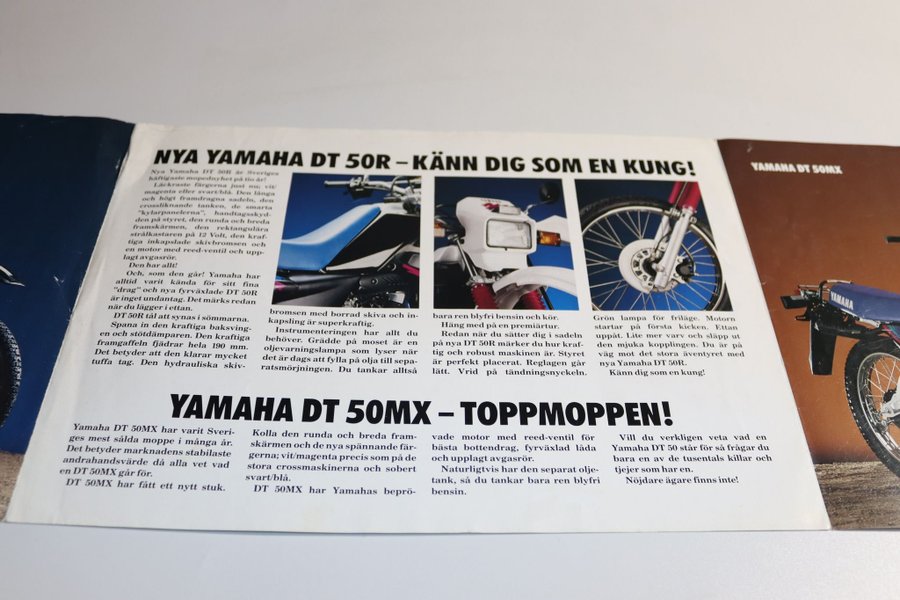 NYA YAMAHA DT 50R – KÄNN DIG SOM EN KUNG!
Nya Yamaha DT 50R är Sveriges
häftigaste mopednyhet på tio år!
Läckraste färgerna just nu; vit/
magenta eller svart/blå. Den långa
och högt framdragna sadeln, den
crossliknande tanken, de smarta
"kylarpanelerna", handtagsskyd-
den på styret, den runda och breda
framskärmen, den rektangulära
strålkastaren på 12 Volt, den kraf-
tiga inkapslade skivbromsen och
en motor med reed-ventil och upp-
lagt avgasrör.
Den har allt!
Och, som den går! Yamaha har
alltid varit kända för sitt fina
"drag" och nya fyrväxlade DT 50R
är inget undantag. Det märks redan
när du lägger i ettan.
DT 50R tål att synas i sömmarna.
Spana in den kraftiga baksving-
en och stötdämparen. Den kraftiga
framgaffeln fjädrar hela 190 mm.
Det betyder att den klarar mycket
tuffa tag. Den hydrauliska skiv-
bromsen med borrad skiva och in-
kapsling är superkraftig.
Instrumenteringen har allt du
behöver. Grädde på moset är en
oljevarningslampa som lyser när
det är dags att fylla på olja till sepa-
ratsmörjningen. Du tankar alltså
bara ren blyfri bensin och kör.
Häng med på en premiärtur.
Redan när du sätter dig i sadeln
på nya DT 50R märker du hur kraf-
tig och robust maskinen är. Styret
är perfekt placerat. Reglagen går
lätt. Vrid på tändningsnyckeln.
Grön lampa för friläge. Motorn
startar på första kicken. Ettan
uppåt. Lite mer varv och släpp ut
den mjuka kopplingen. Du är på
väg mot det stora äventyret med
nya Yamaha DT 50R.
Känn dig som en kung!
YAMAHA DT 50MX – TOPPMOPPEN!
Yamaha DT 50MX har varit Sveri-
ges mest sålda moppe i många år.
Det betyder marknadens stabilaste
andrahandsvärde då alla vet vad
en DT 50MX går för.
DT 50MX har fått ett nytt stuk.
Kolla den runda och breda fram-
skärmen och de nya spännande fär-
gerna; vit/magenta precis som på de
stora crossmaskinerna och sobert
svart/blå.
DT 50MX har Yamahas beprö-
vade motor med reed-ventil för
bästa bottendrag, fyrväxlad låda
och upplagt avgasrör.
Naturligtvis har den separat olje-
tank, så du tankar bara ren blyfri
bensin.
Vill du verkligen veta vad en
Yamaha DT 50 står för så frågar du
bara en av de tusentals killar och
tjejer som har en.
Nöjdare ägare finns inte!
YAMAHA DT 50MX
YAMAHA